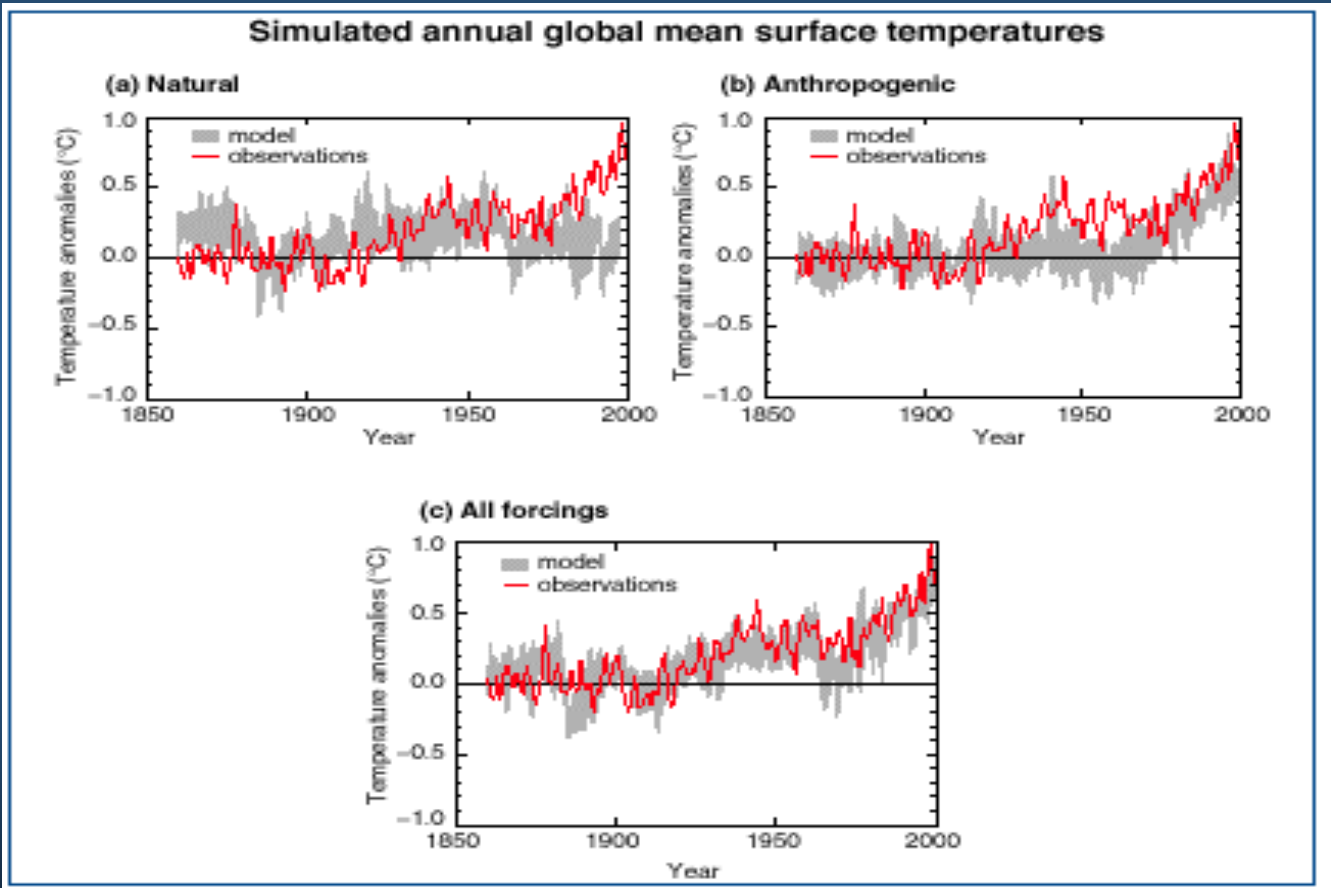 Simulated annual global mean surface temperatures
(a) Natural
1.0
0.5
0.0
−0.5
−1.0
Temperature anomalies (°C)
model
observations
1850 1900 1950 2000
Year
(b) Anthropogenic
1.0
0.5
0.0
−0.5
−1.0
Temperature anomalies (°C)
model
observations
1850 1900 1950 2000
Year
(c) All forcings
1.0
0.5
0.0
−0.5
−1.0
Temperature anomalies (°C)
model
observations
1850 1900 1950 2000
Year